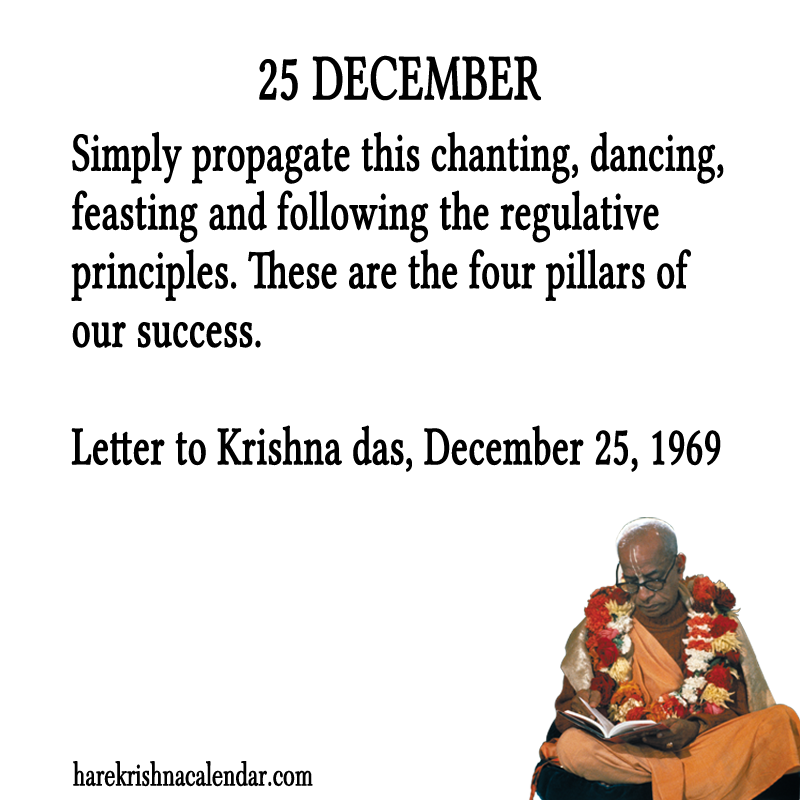 25 DECEMBER
Simply propagate this chanting, dancing,
feasting and following the regulative
principles. These are the four pillars of
our success.
Letter to Krishna das, December 25, 1969
harekrishnacalendar.com